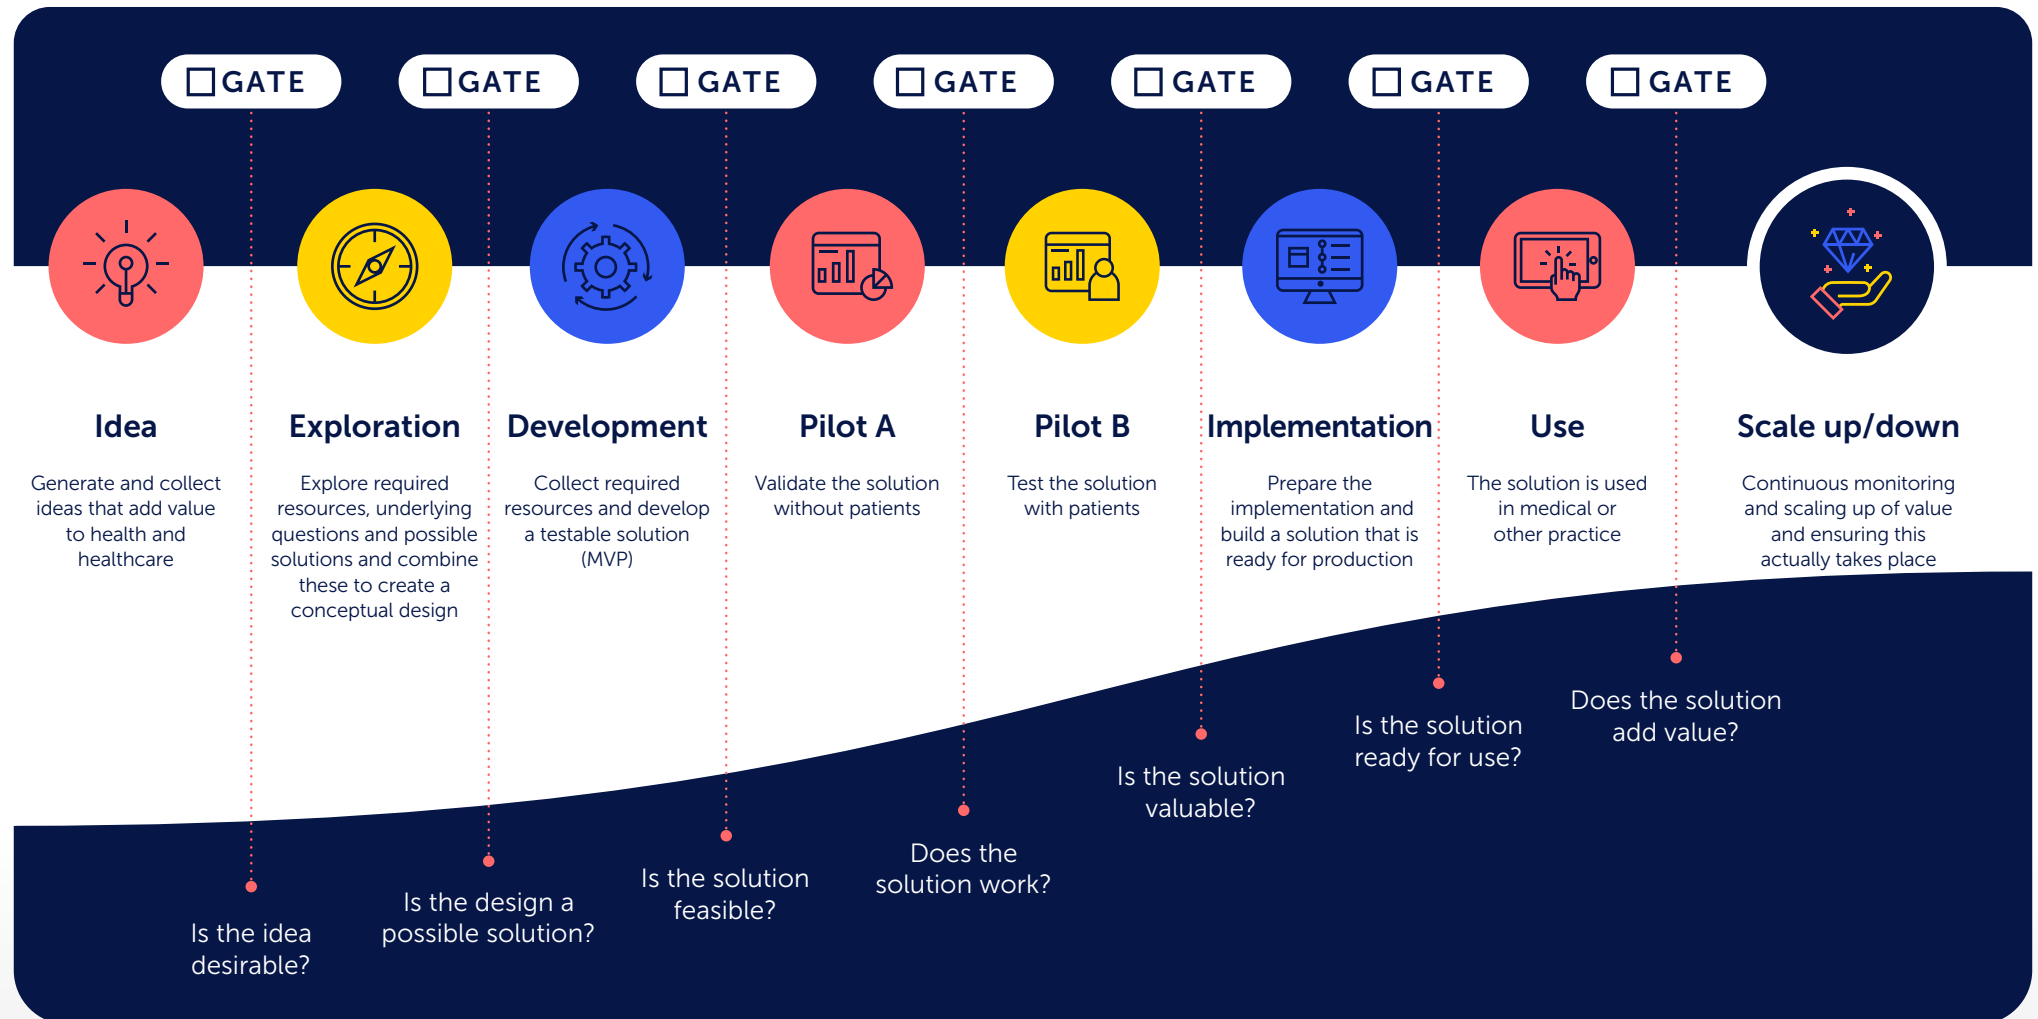 GATE
GATE
GATE
GATE
GATE
GATE
GATE
Idea
Generate and collect
ideas that add value
to health and
healthcare
Exploration
Explore required
resources, underlying
questions and possible
solutions and combine
these to create a
conceptual design
Development
Collect required
resources and develop
a testable solution
(MVP)
Pilot A
Validate the solution
without patients
Pilot B
Test the solution
with patients
Implementation
Prepare the
implementation and
build a solution that is
ready for production
Use
The solution is used
in medical or
other practice
Scale up/down
Continuous monitoring
and scaling up of value
and ensuring this
actually takes place
Is the idea
desirable?
Is the design a
possible solution?
Is the solution
feasible?
Does the
solution work?
Is the solution
valuable?
Is the solution
ready for use?
Does the solution
add value?